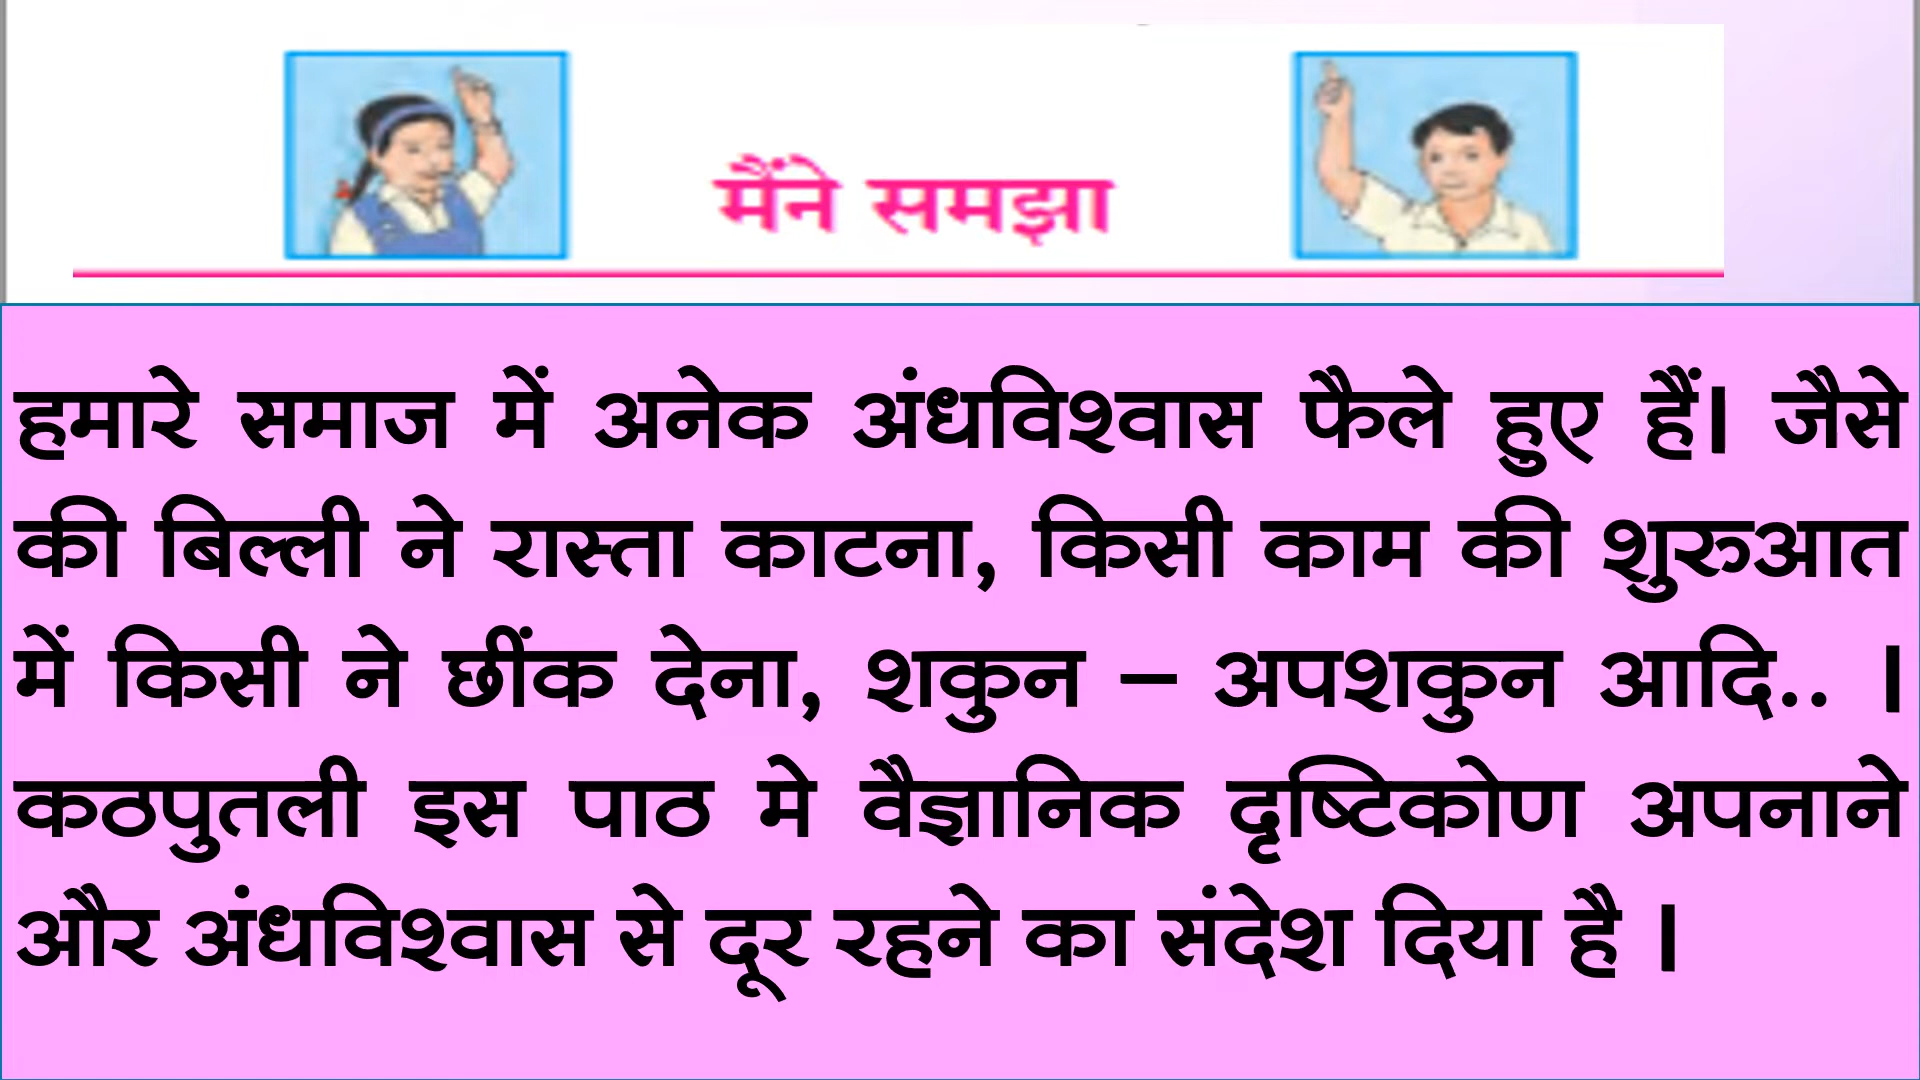 मैंने समझा
हमारे समाज में अनेक अंधविश्वास फैले हुए हैं। जैसे
की बिल्ली ने रास्ता काटना, किसी काम की शुरुआत
में किसी ने छींक देना, शकुन – अपशकुन आदि.. ।
कठपुतली इस पाठ मे वैज्ञानिक दृष्टिकोण अपनाने
और अंधविश्वास से दूर रहने का संदेश दिया है ।